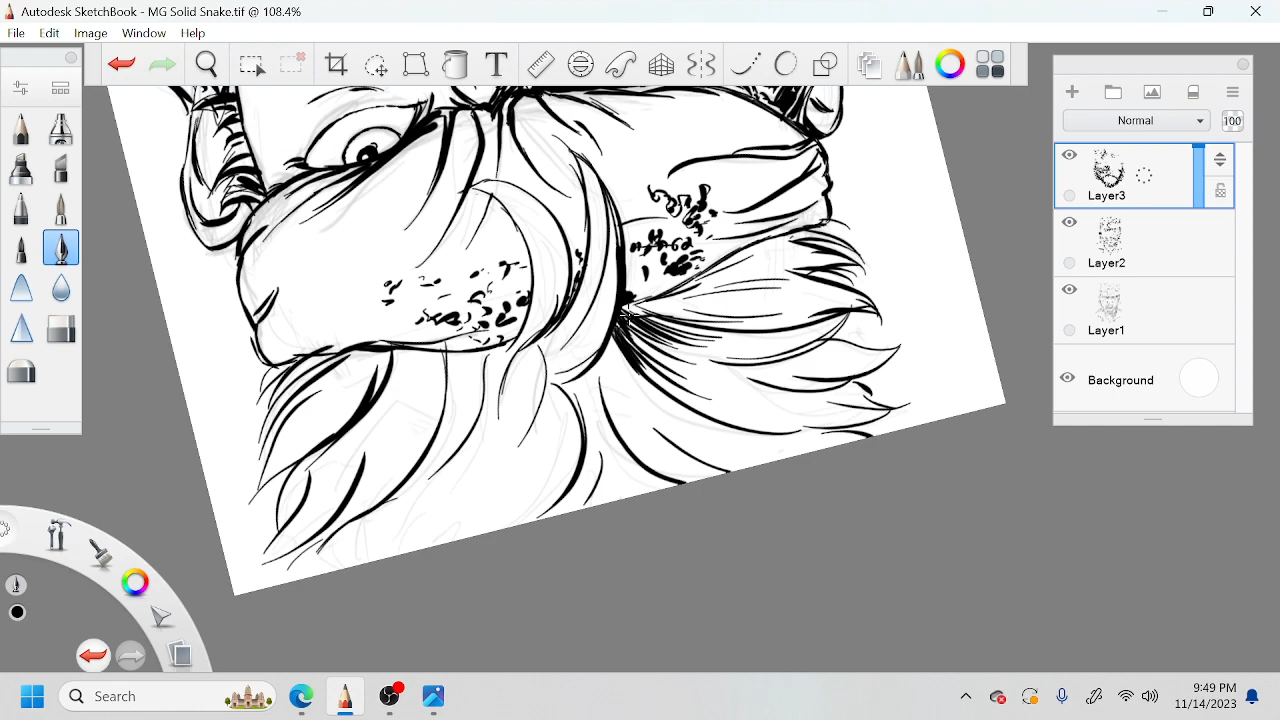 Autodesk SketchBook - MG Solid Snake.tif @ 108.4%
File Edit Image Window Help
T
Normal
100
Layer3
Layer2
Layer1
Background
Search
9:49 PM
11/14/2023